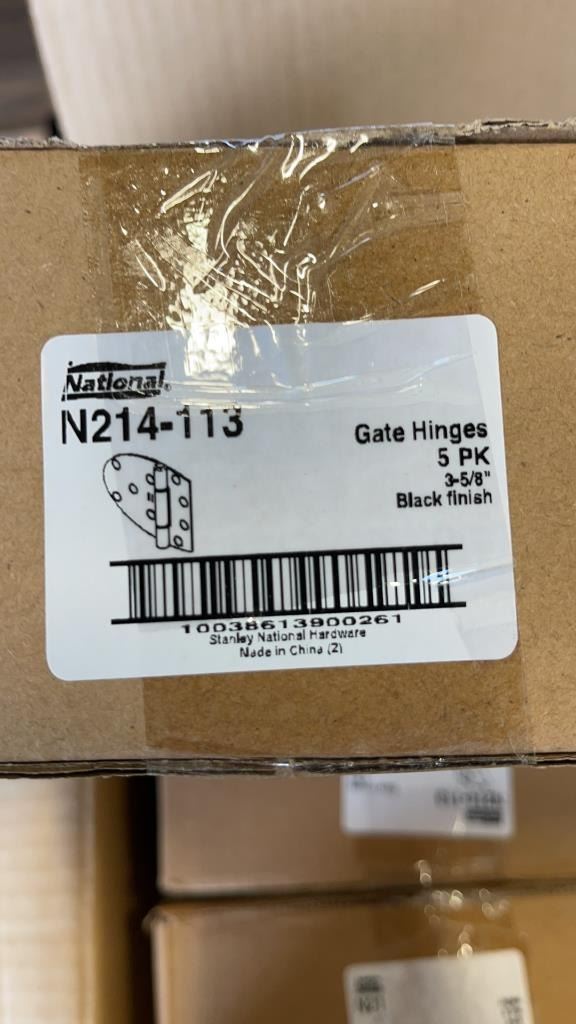 National
N214-113
Gate Hinges
5 PK
3-5/8"
Black finish
10038613900261
Stanley National Hardware
Made in China (2)